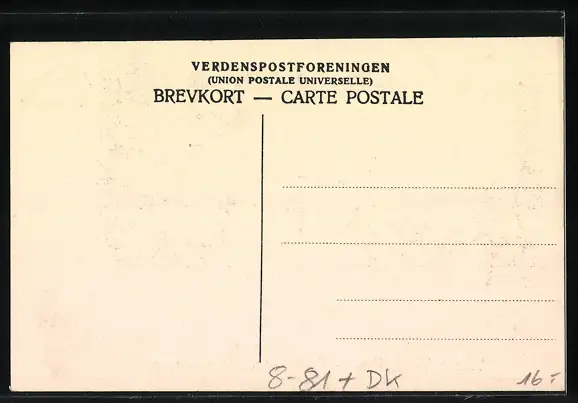 VERDENSPOSTFORENINGEN
(UNION POSTALE UNIVERSELLE)
BREVKORT — CARTE POSTALE
8-81 + DK 16.-